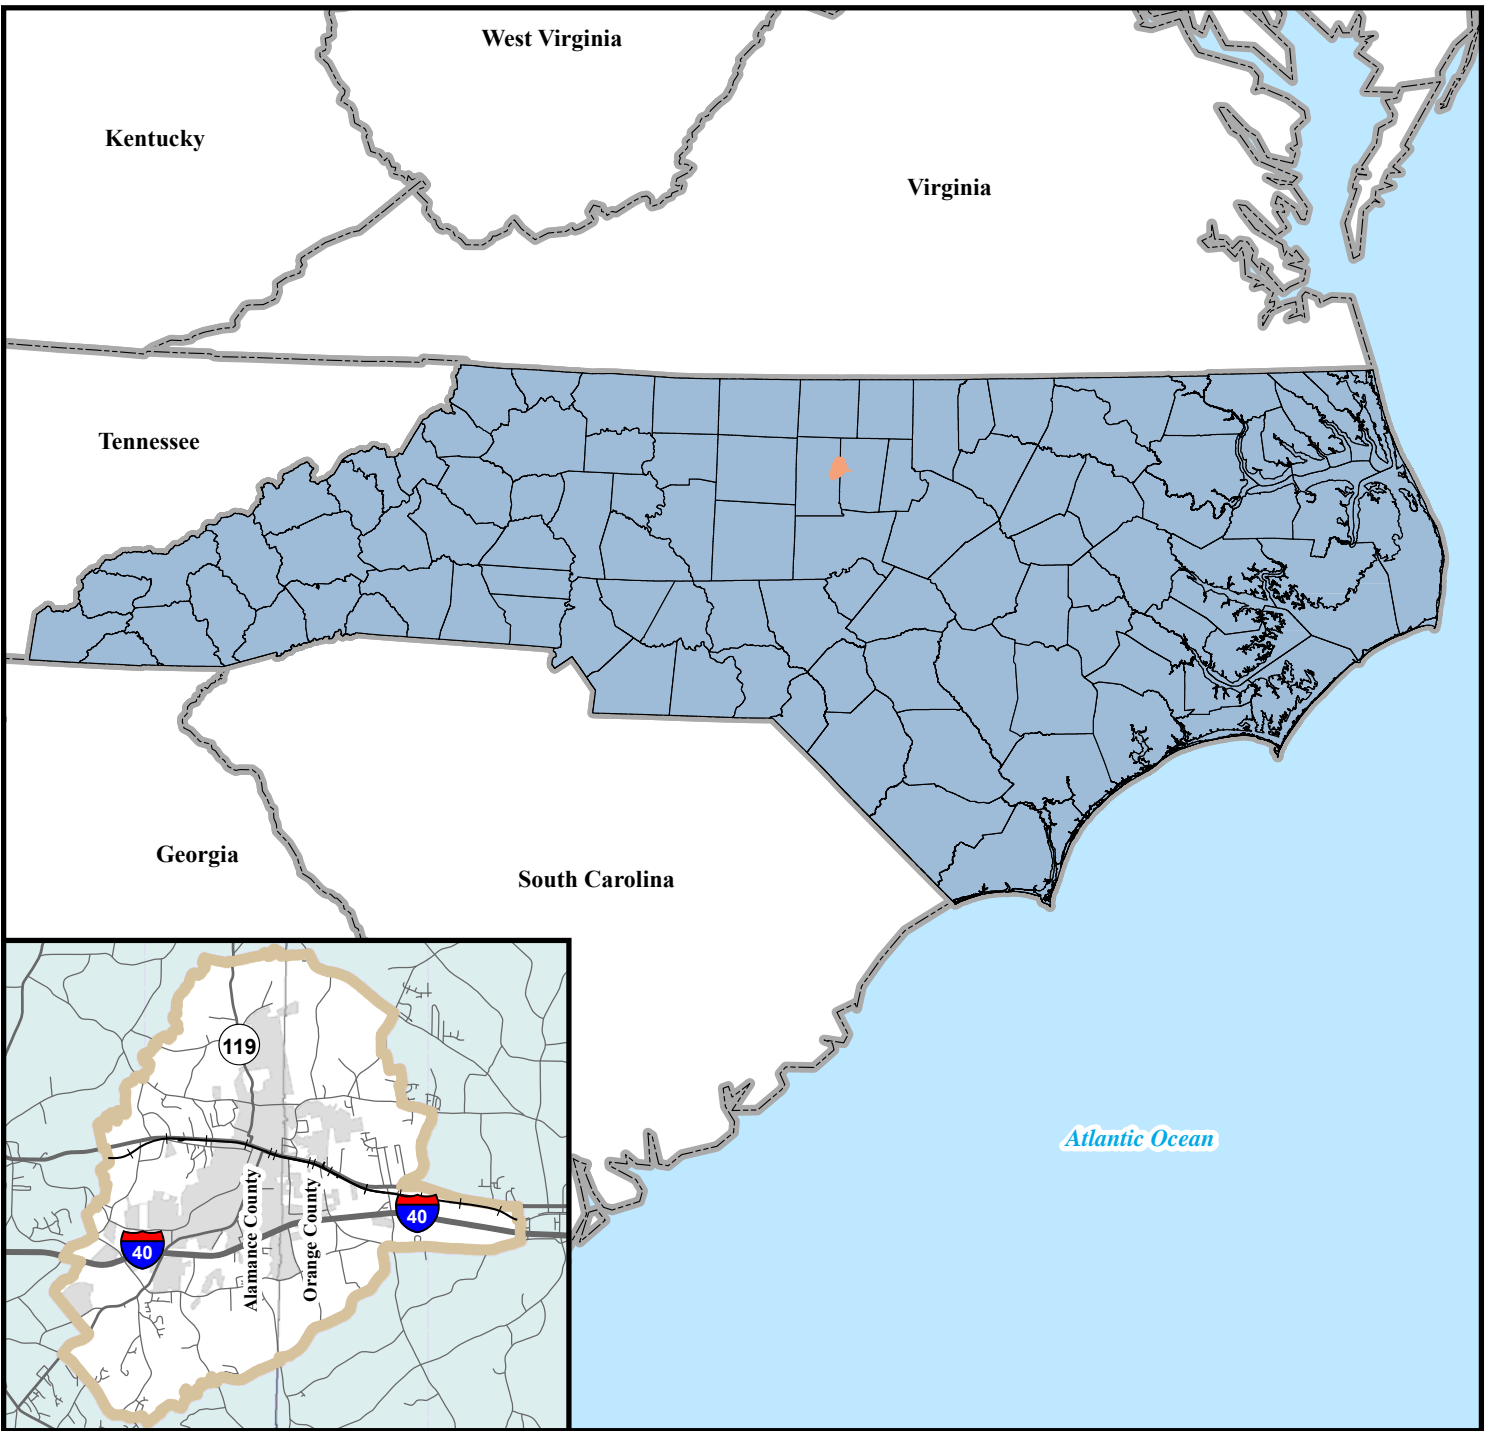 West Virginia
Kentucky
Virginia
Tennessee
Georgia
South Carolina
Atlantic Ocean
119
Alamance County
Orange County
40
40